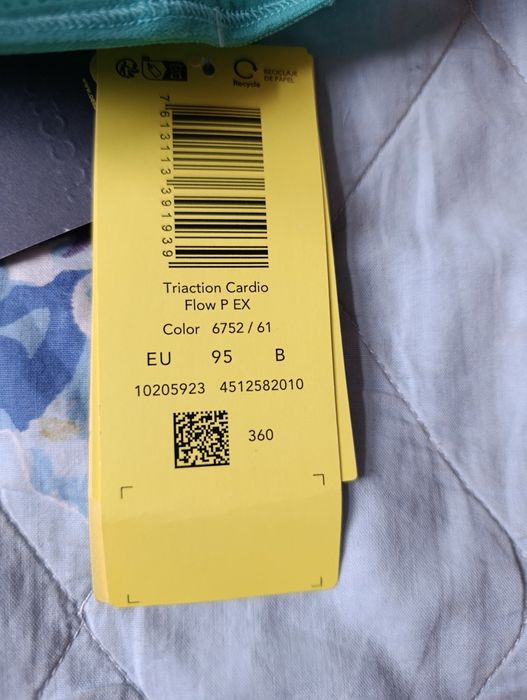 Recycle
RECICLAJE
DE PAPEL
7613113391939
Triaction Cardio
Flow P EX
Color 6752 / 61
EU 95 B
10205923 4512582010
360